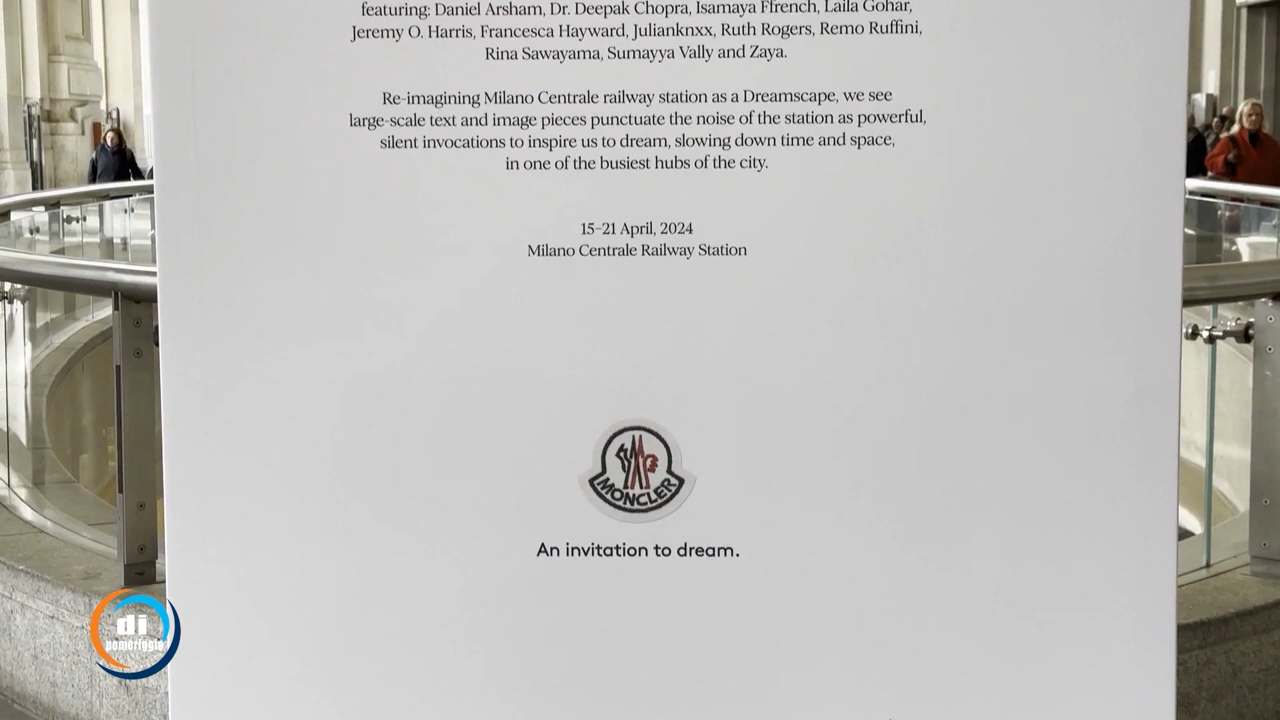 featuring: Daniel Arsham, Dr. Deepak Chopra, Isamaya Ffrench, Laila Gohar,
Jeremy O. Harris, Francesca Hayward, Julianknxx, Ruth Rogers, Remo Ruffini,
Rina Sawayama, Sumayya Vally and Zaya.
Re-imagining Milano Centrale railway station as a Dreamscape, we see
large-scale text and image pieces punctuate the noise of the station as powerful,
silent invocations to inspire us to dream, slowing down time and space,
in one of the busiest hubs of the city.
15–21 April, 2024
Milano Centrale Railway Station
MONCLER
An invitation to dream.
di
pomeriggio